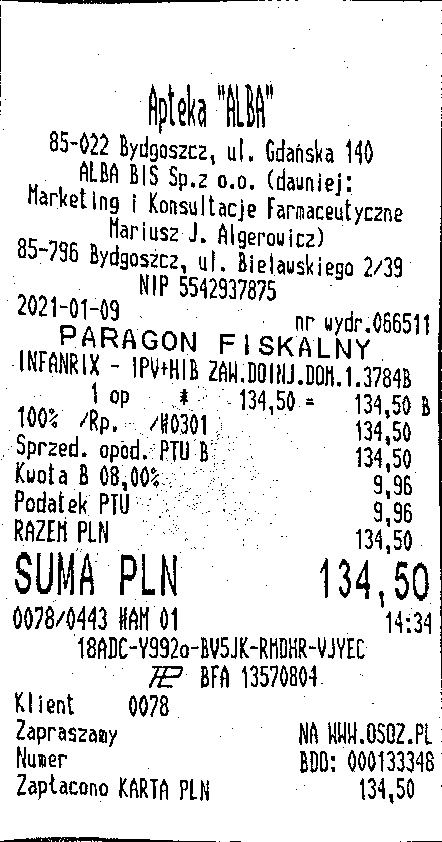 Apteka "ALBA"
85-022 Bydgoszcz, ul. Gdańska 140
ALBA BIS Sp.z o.o. (dawniej:
Marketing i Konsultacje Farmaceutyczne
Mariusz J. Algerowicz)
85-796 Bydgoszcz, ul. Bielawskiego 2/39
NIP 5542937875
2021-01-09 nr wydr.066511
PARAGON FISKALNY
INFANRIX - IPV+HIB ZAW.DOINJ.DOM.1.3784B
1 op * 134,50 = 134,50 B
100% /Rp. /#0301 134,50
Sprzed. opod. PTU B 134,50
Kwota B 08,00% 9,96
Podatek PTU 9,96
RAZEM PLN 134,50
SUMA PLN 134,50
0078/0443 #AM 01 14:34
18ADC-Y992O-BV5JK-RMDHR-VJYEC
BFA 13570804
Klient 0078
Zapraszamy NA WWW.OSOZ.PL
Numer BDO: 000133348
Zapłacono KARTA PLN 134,50